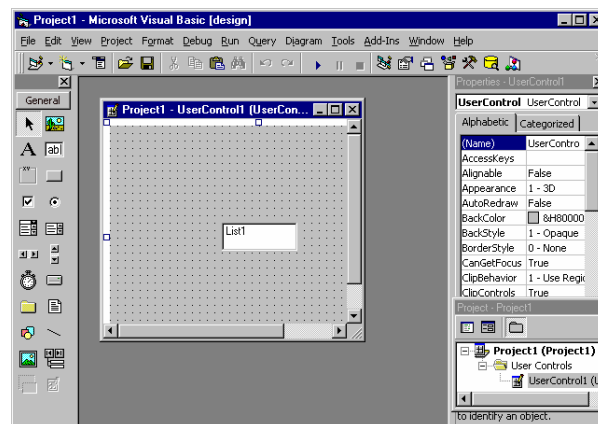 Project1 - Microsoft Visual Basic [design]
File Edit View Project Format Debug Run Query Diagram Tools Add-Ins Window Help
General
A ab|
XY
Project1 - UserControl1 (UserCon...
List1
Properties - UserControl1
UserControl UserControl
Alphabetic Categorized
(Name) UserContro
AccessKeys
Alignable False
Appearance 1 - 3D
AutoRedraw False
BackColor &H80000
BackStyle 1 - Opaque
BorderStyle 0 - None
CanGetFocus True
ClipBehavior 1 - Use Regio
ClipControls True
Project - Project1
Project1 (Project1)
User Controls
UserControl1 (U
to identify an object.